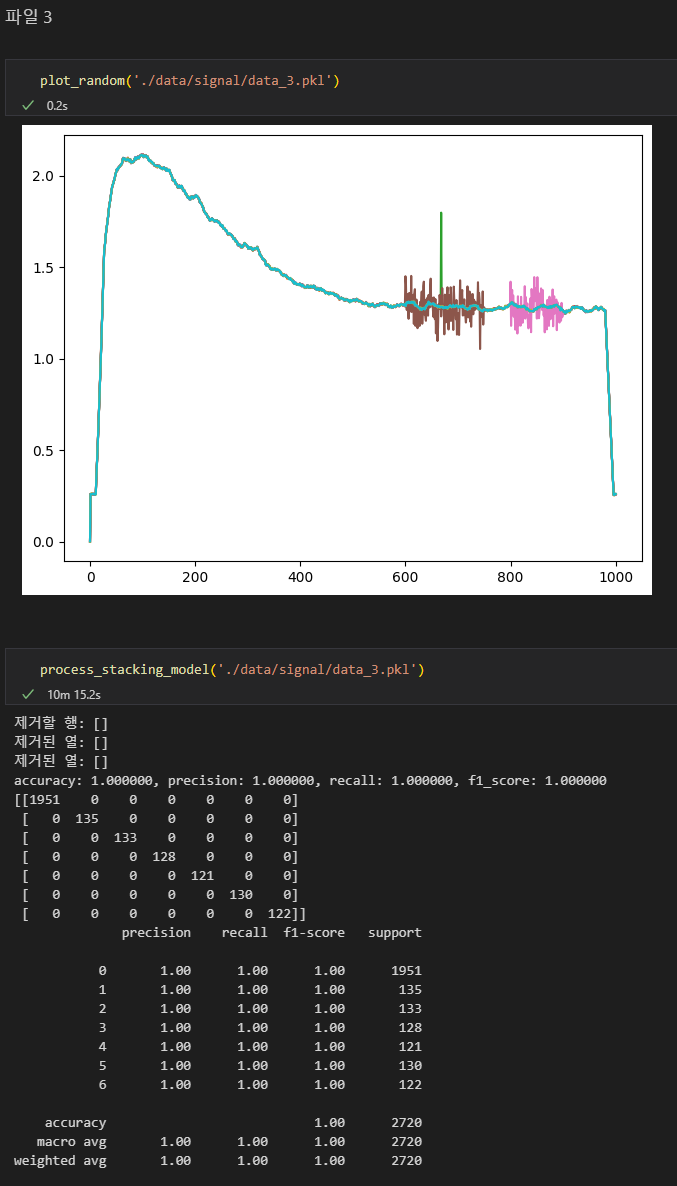 파일 3
plot_random('./data/signal/data_3.pkl')
✓ 0.2s
2.0
1.5
1.0
0.5
0.0
0 200 400 600 800 1000
process_stacking_model('./data/signal/data_3.pkl')
✓ 10m 15.2s
제거할 행: []
제거된 열: []
제거된 열: []
accuracy: 1.000000, precision: 1.000000, recall: 1.000000, f1_score: 1.000000
[[1951 0 0 0 0 0 0]
[ 0 135 0 0 0 0 0]
[ 0 0 133 0 0 0 0]
[ 0 0 0 128 0 0 0]
[ 0 0 0 0 121 0 0]
[ 0 0 0 0 0 130 0]
[ 0 0 0 0 0 0 122]]
precision recall f1-score support
0 1.00 1.00 1.00 1951
1 1.00 1.00 1.00 135
2 1.00 1.00 1.00 133
3 1.00 1.00 1.00 128
4 1.00 1.00 1.00 121
5 1.00 1.00 1.00 130
6 1.00 1.00 1.00 122
accuracy 1.00 2720
macro avg 1.00 1.00 1.00 2720
weighted avg 1.00 1.00 1.00 2720